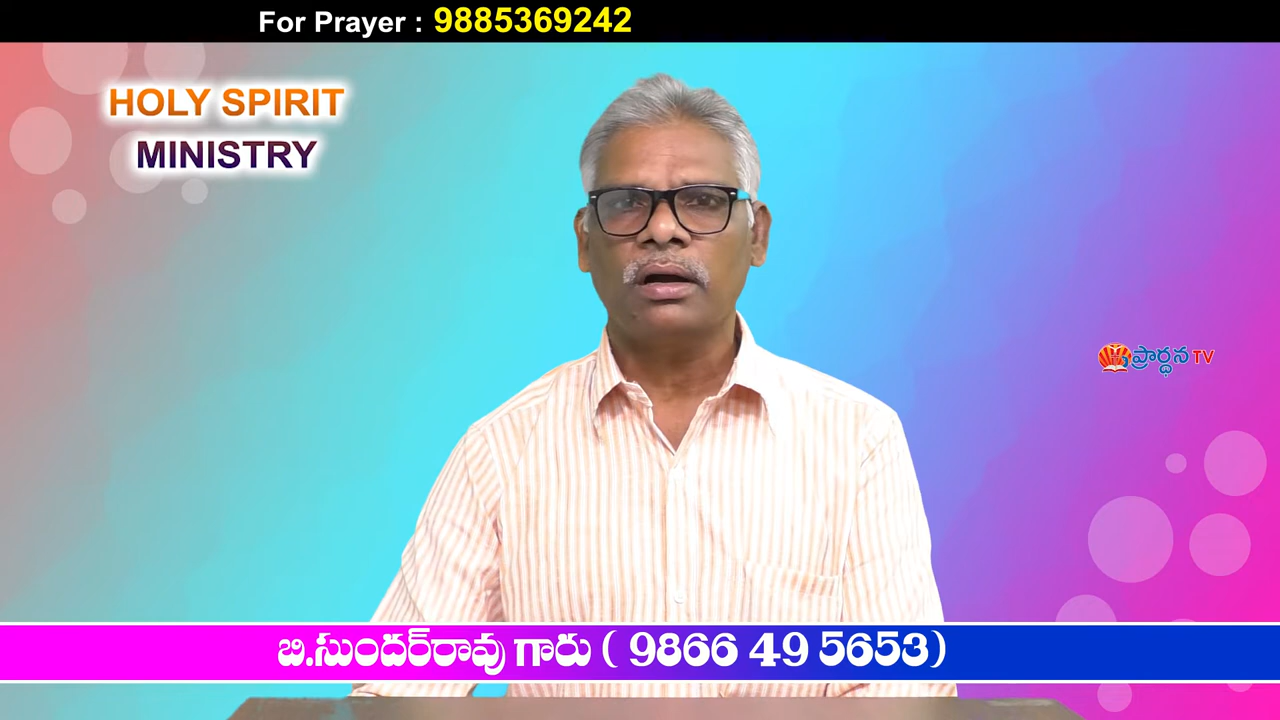 For Prayer : 9885369242
HOLY SPIRIT
MINISTRY
ప్రార్థన TV
బి.సుందర్‌రావు గారు ( 9866 49 5653)